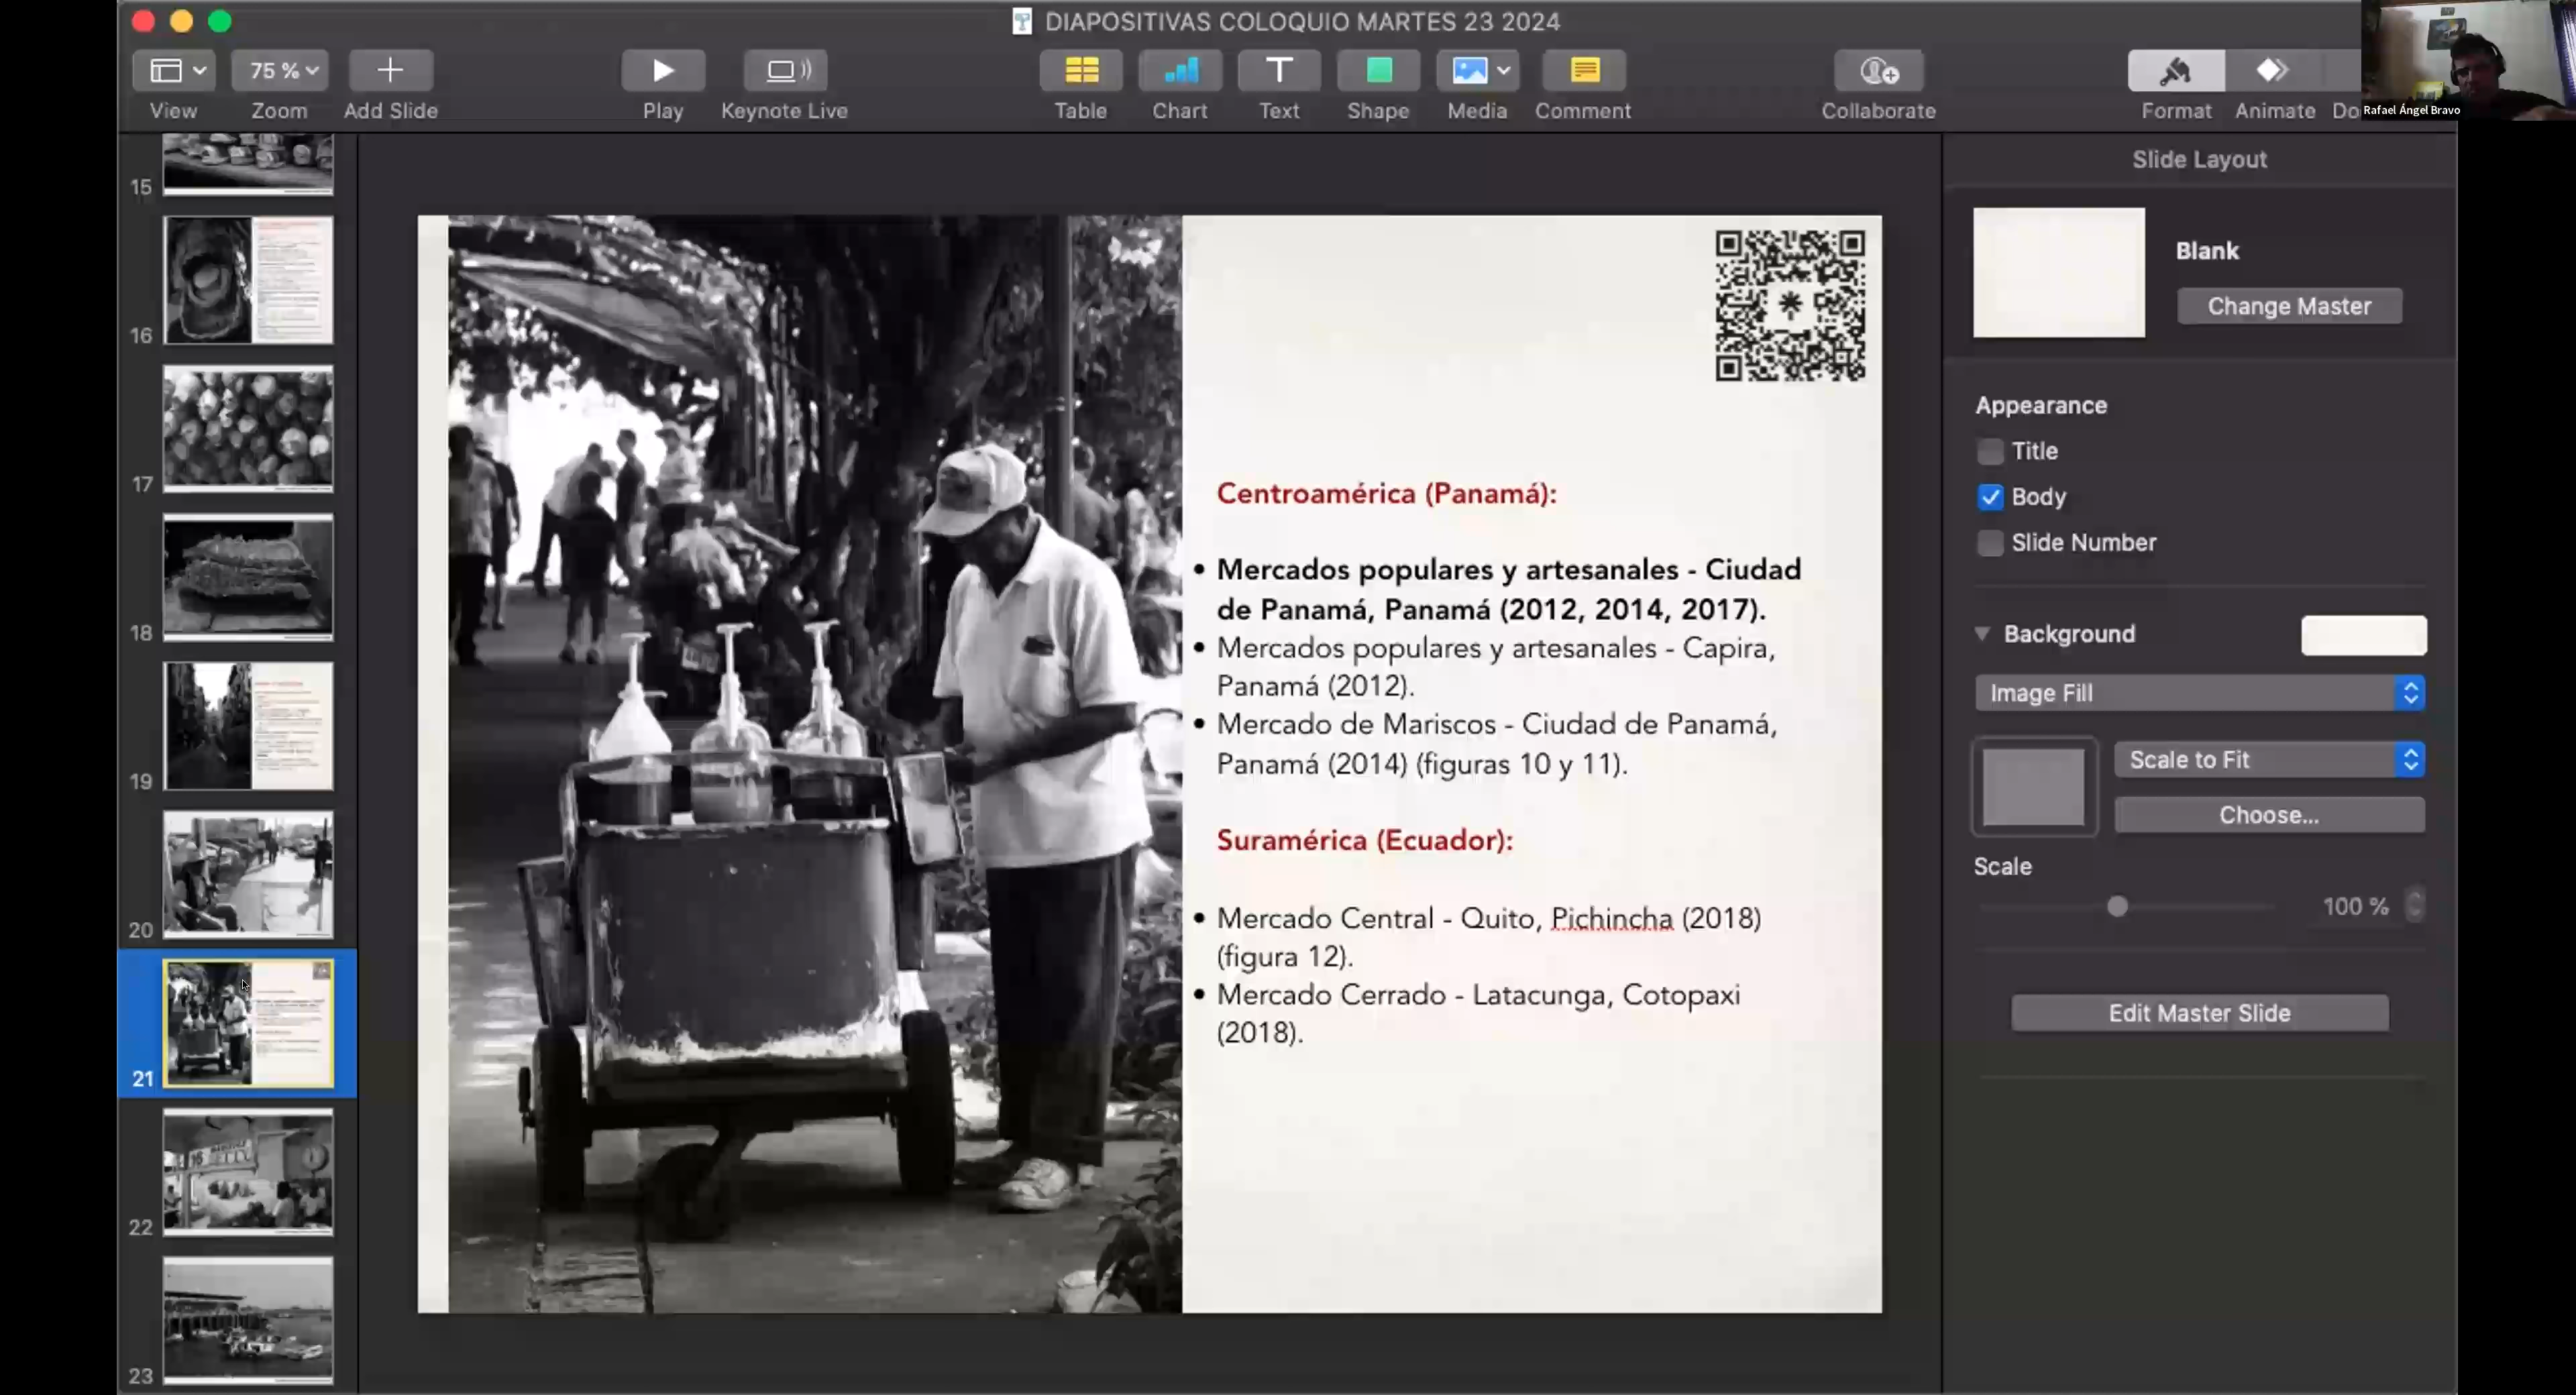 DIAPOSITIVAS COLOQUIO MARTES 23 2024
75 %
View
Zoom
Add Slide
Play
Keynote Live
Table
Chart
Text
Shape
Media
Comment
Collaborate
Format
Animate
Do
Rafael Ángel Bravo
15
16
17
18
19
20
21
22
23
Centroamérica (Panamá):
• Mercados populares y artesanales - Ciudad
de Panamá, Panamá (2012, 2014, 2017).
• Mercados populares y artesanales - Capira,
Panamá (2012).
• Mercado de Mariscos - Ciudad de Panamá,
Panamá (2014) (figuras 10 y 11).
Suramérica (Ecuador):
• Mercado Central - Quito, Pichincha (2018)
(figura 12).
• Mercado Cerrado - Latacunga, Cotopaxi
(2018).
Slide Layout
Blank
Change Master
Appearance
Title
Body
Slide Number
Background
Image Fill
Scale to Fit
Choose...
Scale
100 %
Edit Master Slide